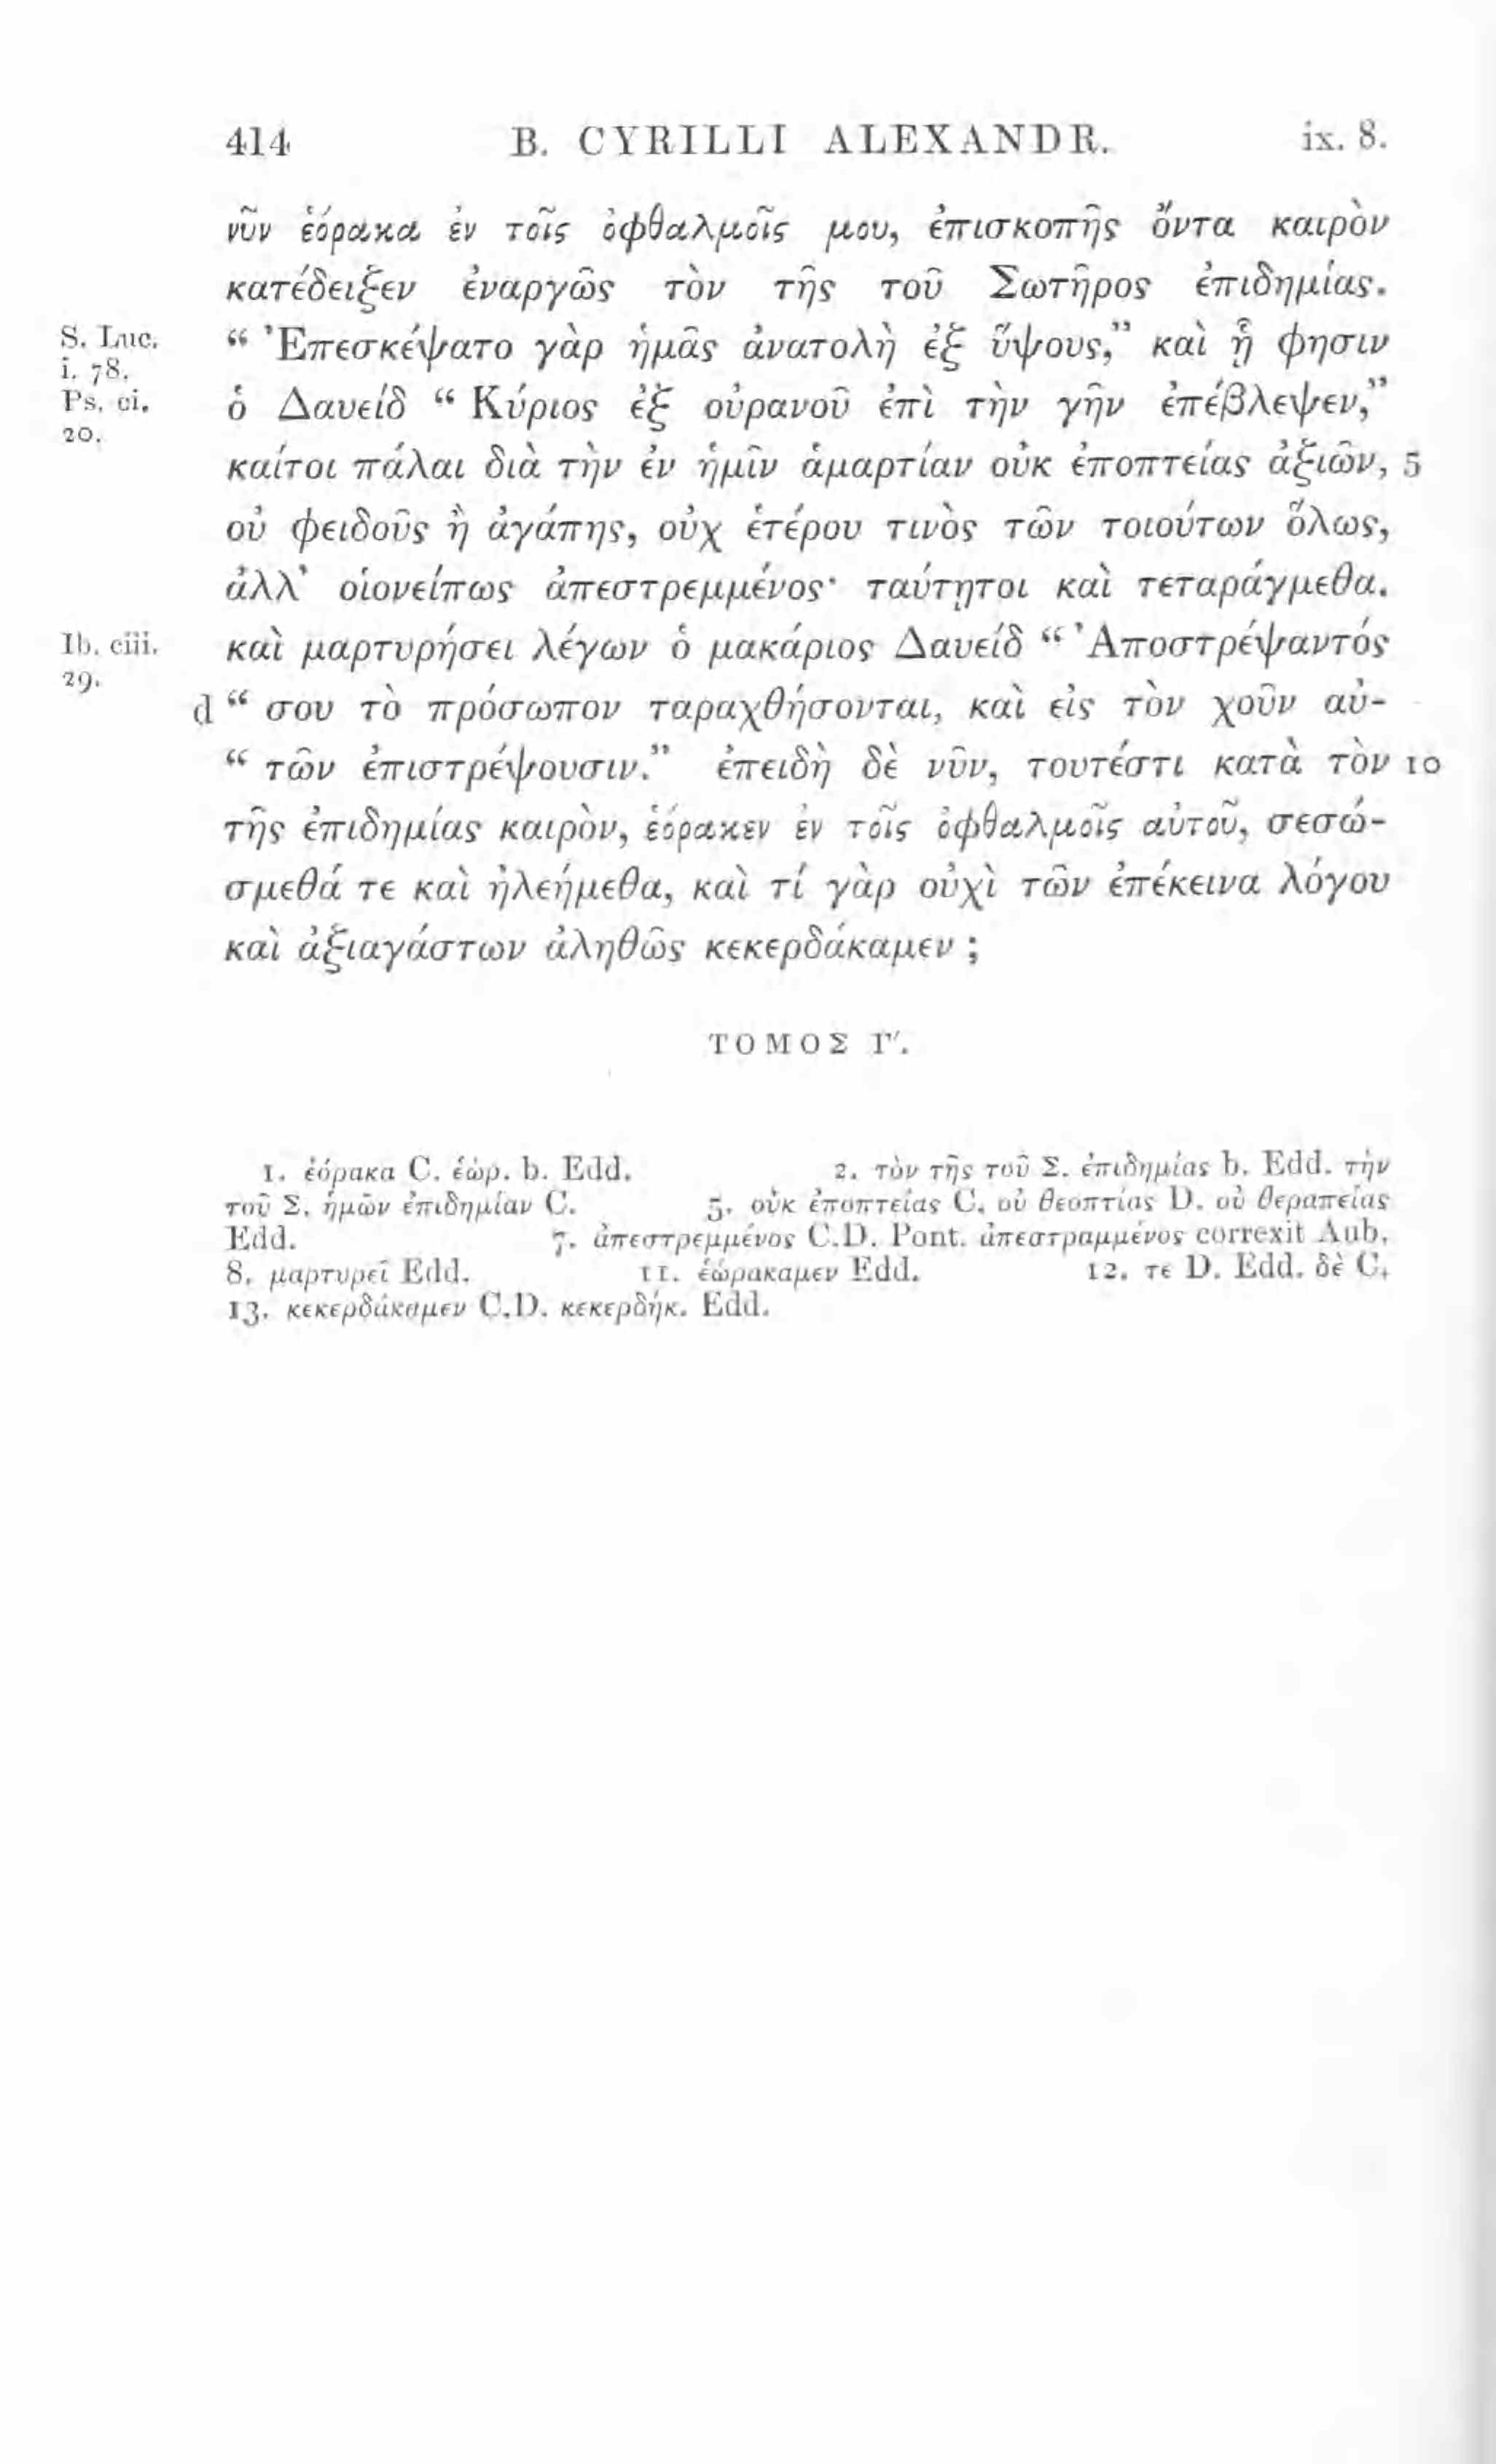 414 B. CYRILLI ALEXANDR. ix. 8.
νῦν ἑόρακα ἐν τοῖς ὀφθαλμοῖς μου, ἐπισκοπῆς ὄντα καιρὸν
κατέδειξεν ἐναργῶς τὸν τῆς τοῦ Σωτῆρος ἐπιδημίας.
S. Luc. “ Ἐπεσκέψατο γὰρ ἡμᾶς ἀνατολὴ ἐξ ὕψους,” καὶ ᾗ φησιν
i. 78.
Ps. ci. ὁ Δαυείδ “ Κύριος ἐξ οὐρανοῦ ἐπὶ τὴν γῆν ἐπέβλεψεν,”
20.
καίτοι πάλαι διὰ τὴν ἐν ἡμῖν ἁμαρτίαν οὐκ ἐποπτείας ἀξιῶν, 5
οὐ φειδοῦς ἢ ἀγάπης, οὐχ ἑτέρου τινὸς τῶν τοιούτων ὅλως,
ἀλλ’ οἱονείπως ἀπεστρεμμένος· ταύτῃτοι καὶ τεταράγμεθα.
Ib. ciii. καὶ μαρτυρήσει λέγων ὁ μακάριος Δαυείδ “ Ἀποστρέψαντός
29.
d “ σου τὸ πρόσωπον ταραχθήσονται, καὶ εἰς τὸν χοῦν αὐ-
“ τῶν ἐπιστρέψουσιν.” ἐπειδὴ δὲ νῦν, τουτέστι κατὰ τὸν 10
τῆς ἐπιδημίας καιρὸν, ἑόρακεν ἐν τοῖς ὀφθαλμοῖς αὐτοῦ, σεσώ-
σμεθά τε καὶ ἠλεήμεθα, καὶ τί γὰρ οὐχὶ τῶν ἐπέκεινα λόγου
καὶ ἀξιαγάστων ἀληθῶς κεκερδάκαμεν ;
ΤΟΜΟΣ Γ′.
1. ἑόρακα C. ἑώρ. b. Edd. 2. τὸν τῆς τοῦ Σ. ἐπιδημίας b. Edd. τὴν
τοῦ Σ. ἡμῶν ἐπιδημίαν C. 5. οὐκ ἐποπτείας C. οὐ θεοπτίας D. οὐ θεραπείας
Edd. 7. ἀπεστρεμμένος C.D. Pont. ἀπεστραμμένος correxit Aub.
8. μαρτυρεῖ Edd. 11. ἑώρακαμεν Edd. 12. τε D. Edd. δὲ C.
13. κεκερδάκαμεν C.D. κεκερδήκ. Edd.